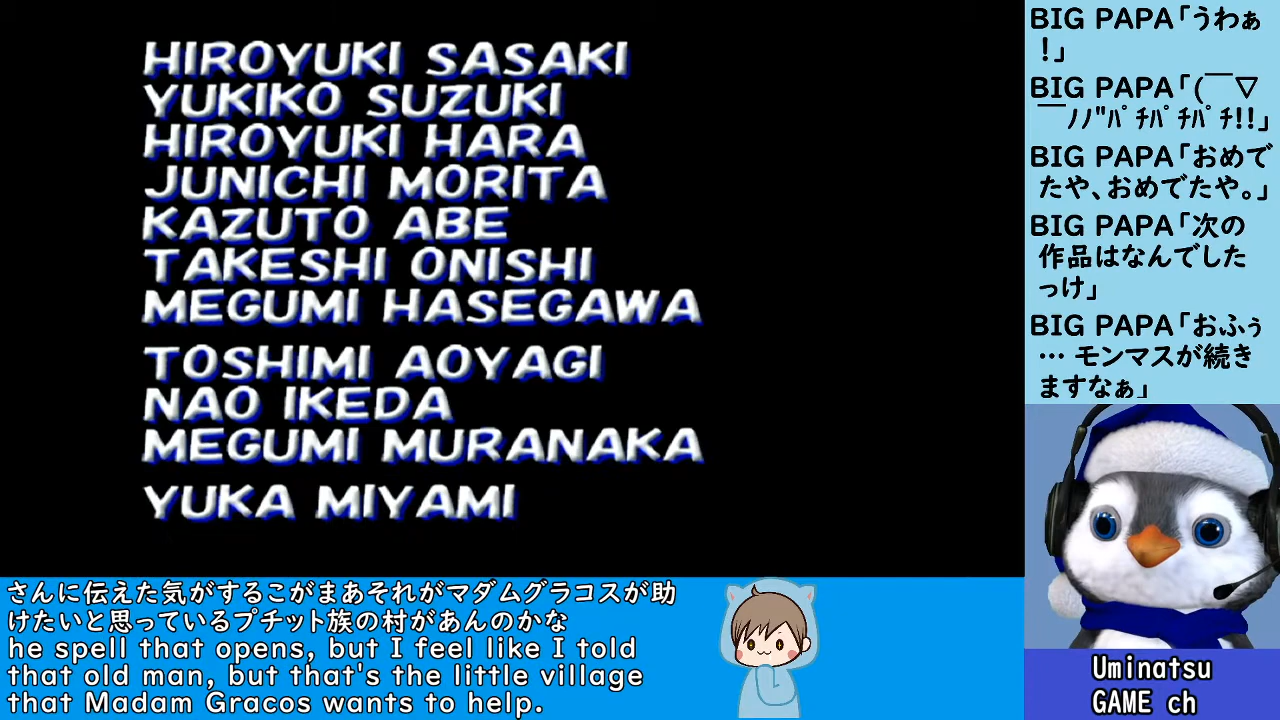 HIROYUKI SASAKI
YUKIKO SUZUKI
HIROYUKI HARA
JUNICHI MORITA
KAZUTO ABE
TAKESHI ONISHI
MEGUMI HASEGAWA
TOSHIMI AOYAGI
NAO IKEDA
MEGUMI MURANAKA
YUKA MIYAMI
BIG PAPA「うわぁ
!」
BIG PAPA「(￣▽
￣ノノ"ﾊﾟﾁﾊﾟﾁﾊﾟﾁ!!」
BIG PAPA「おめで
たや、おめでたや。」
BIG PAPA「次の
作品はなんでした
っけ」
BIG PAPA「おふぅ
… モンマスが続き
ますなぁ」
さんに伝えた気がするこがまあそれがマダムグラコスが助
けたいと思っているプチット族の村があんのかな
he spell that opens, but I feel like I told
that old man, but that's the little village
that Madam Gracos wants to help.
Uminatsu
GAME ch